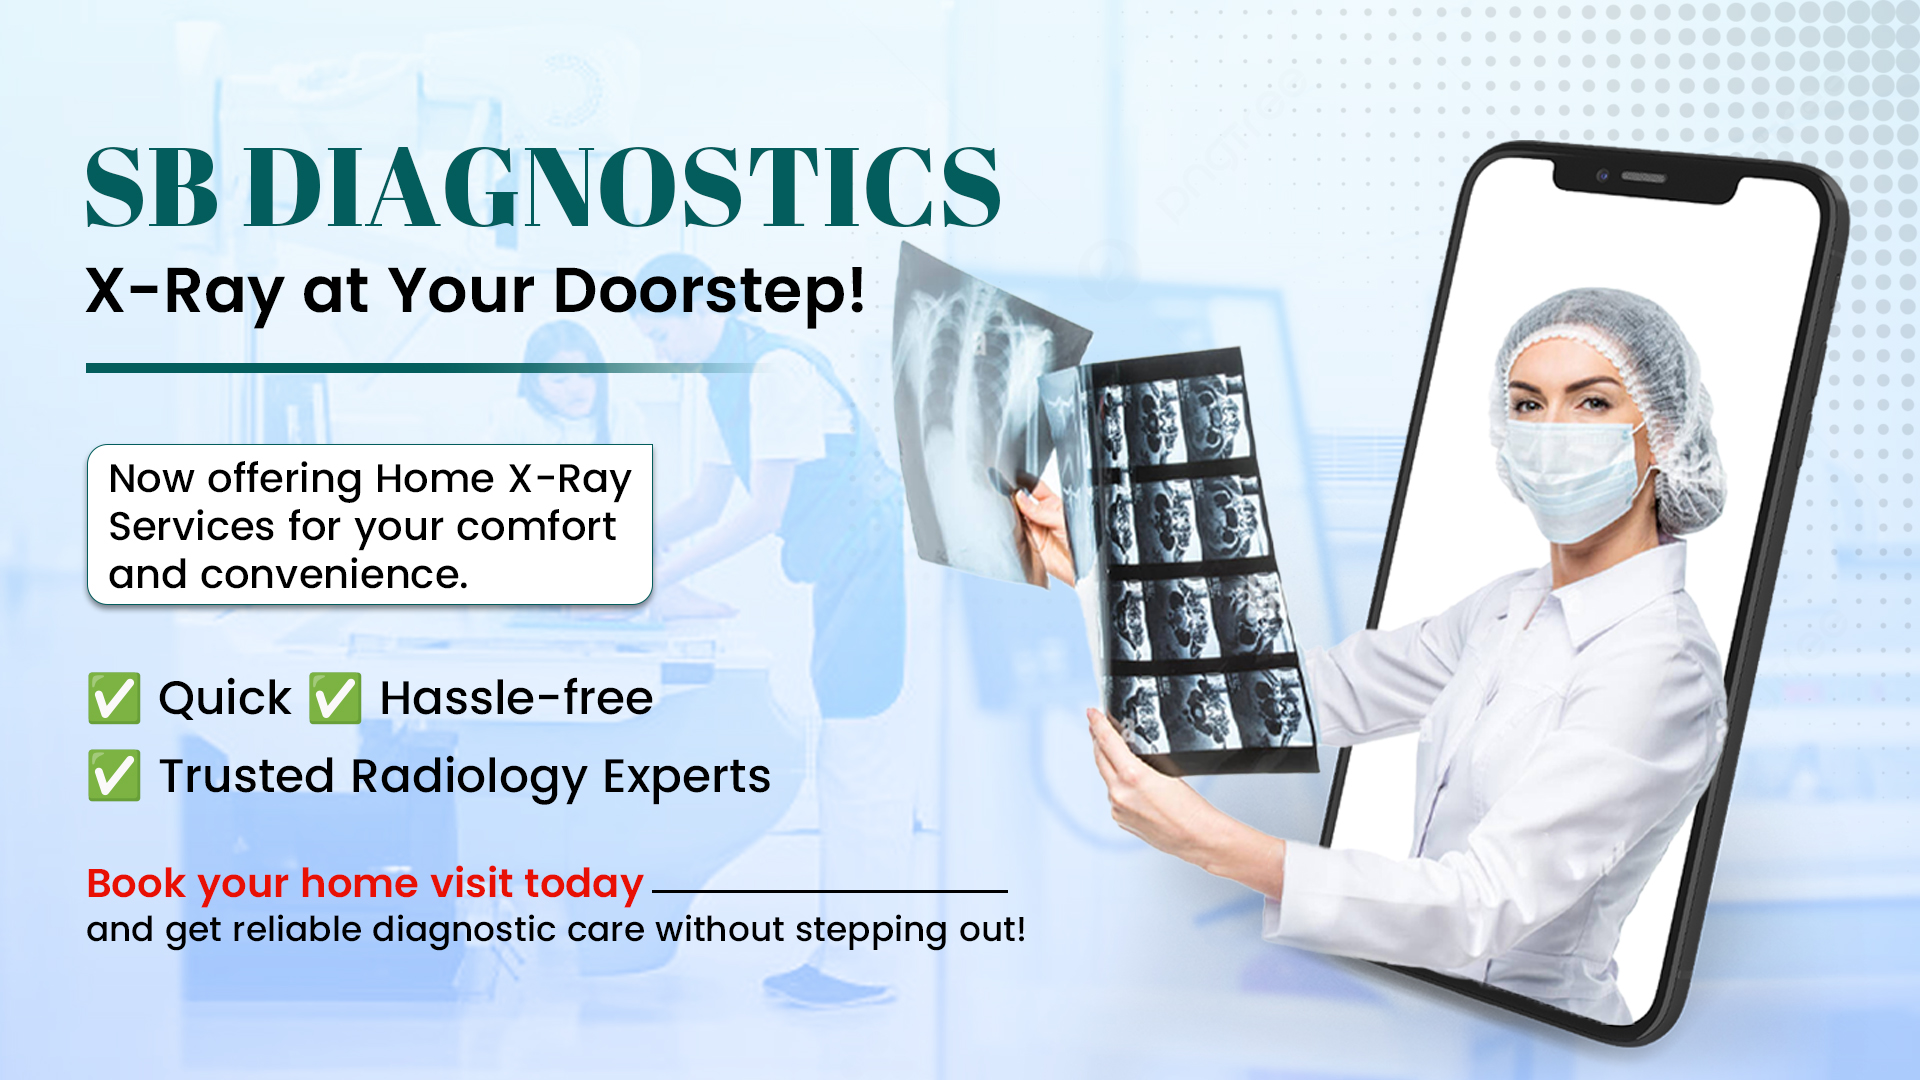 SB DIAGNOSTICS
X-Ray at Your Doorstep!
Now offering Home X-Ray
Services for your comfort
and convenience.
✅ Quick ✅ Hassle-free
✅ Trusted Radiology Experts
Book your home visit today
and get reliable diagnostic care without stepping out!
pngtree